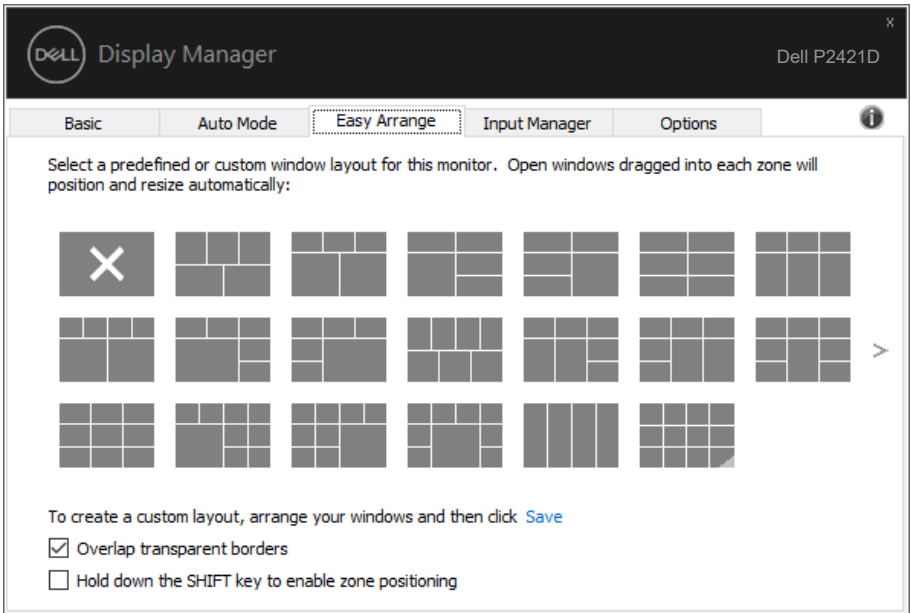 x
DELL Display Manager
Dell P2421D
Basic Auto Mode Easy Arrange Input Manager Options
Select a predefined or custom window layout for this monitor. Open windows dragged into each zone will
position and resize automatically:
To create a custom layout, arrange your windows and then click Save
Overlap transparent borders
Hold down the SHIFT key to enable zone positioning